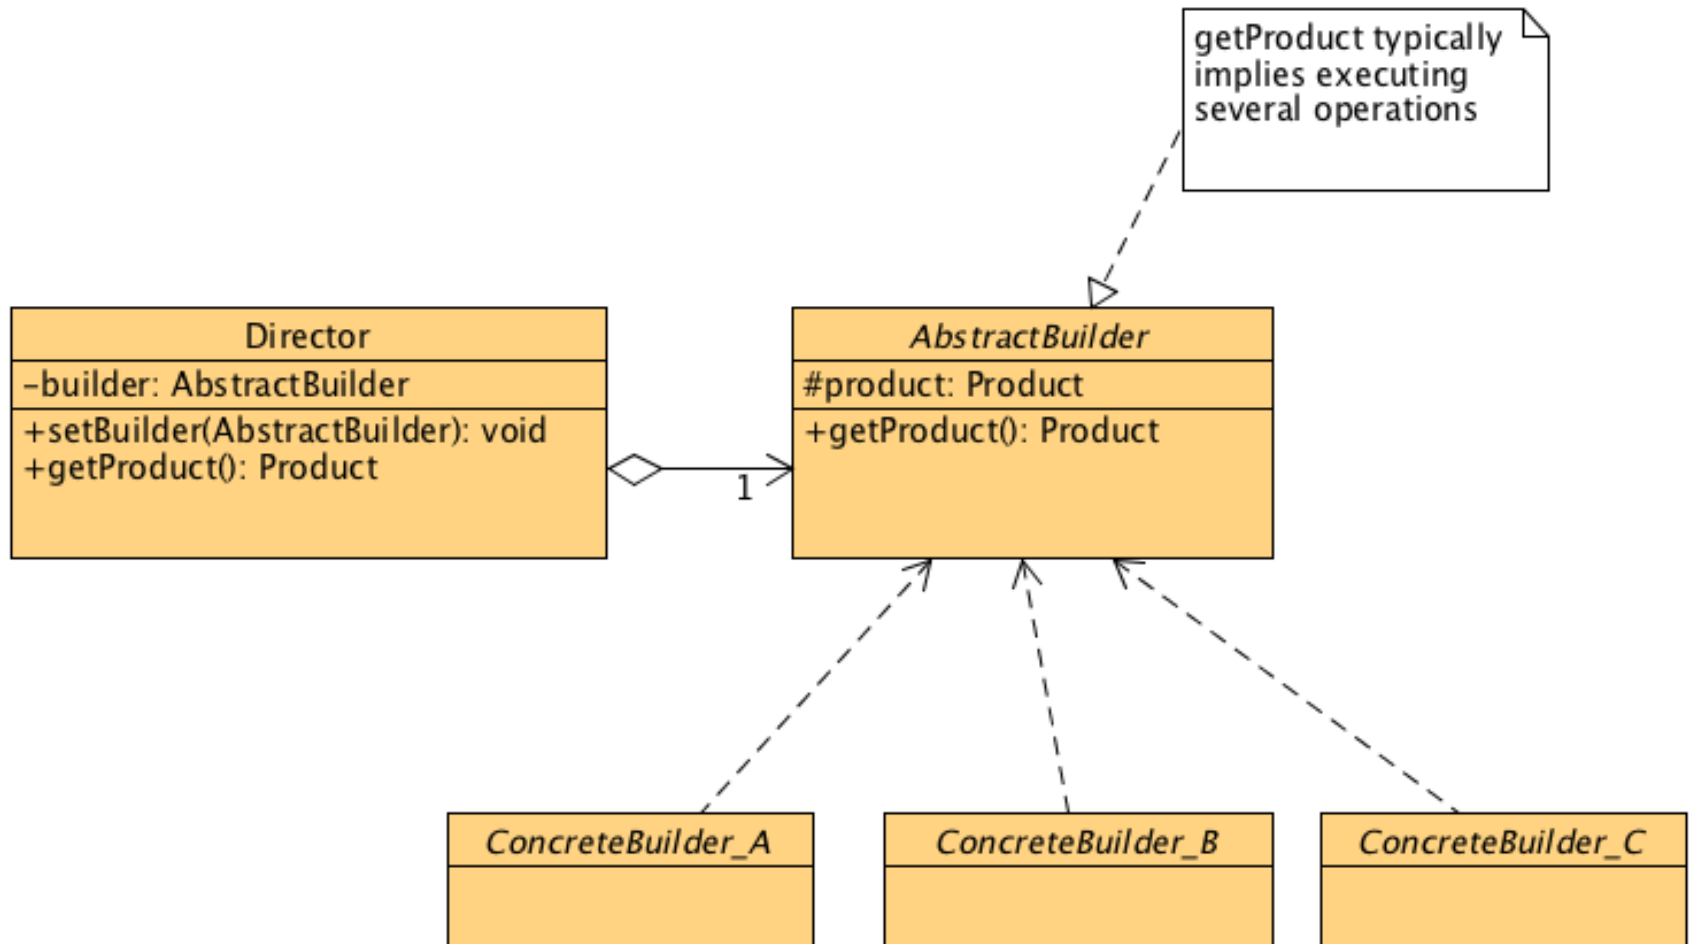 getProduct typically
implies executing
several operations
Director
-builder: AbstractBuilder
+setBuilder(AbstractBuilder): void
+getProduct(): Product
1
AbstractBuilder
#product: Product
+getProduct(): Product
ConcreteBuilder_A
ConcreteBuilder_B
ConcreteBuilder_C